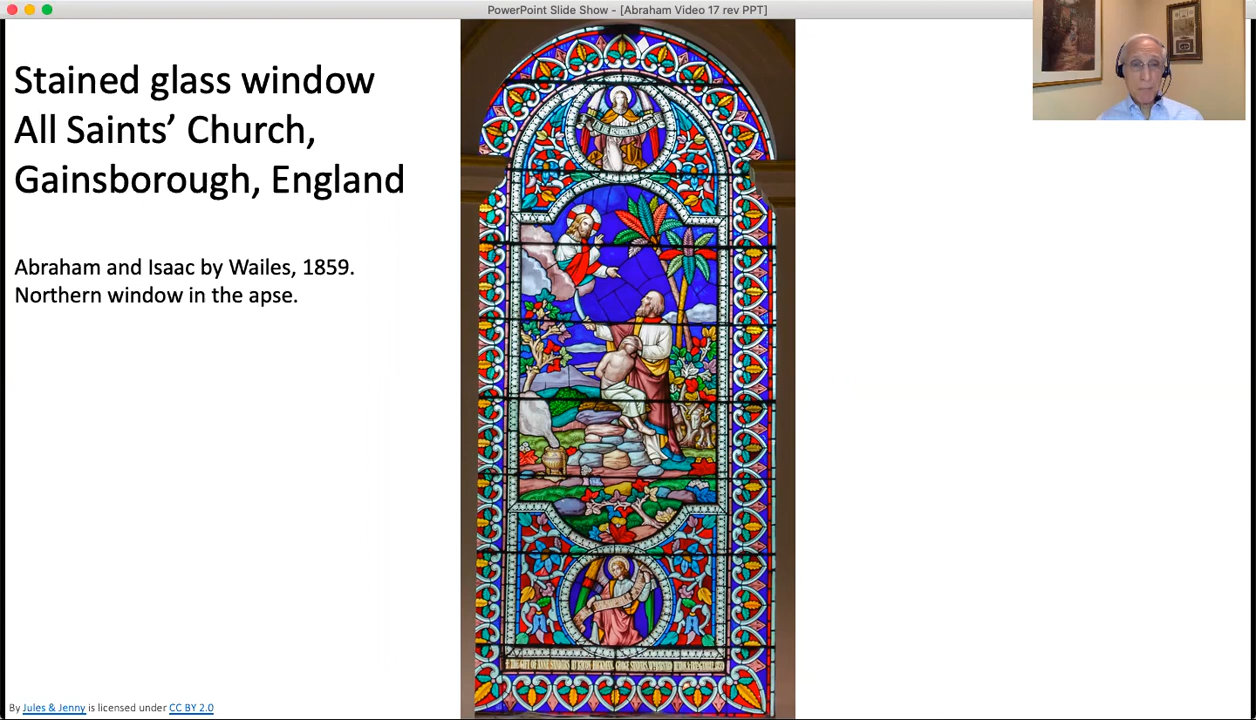 PowerPoint Slide Show - [Abraham Video 17 rev PPT]
Stained glass window
All Saints’ Church,
Gainsborough, England
Abraham and Isaac by Wailes, 1859.
Northern window in the apse.
By Jules & Jenny is licensed under CC BY 2.0